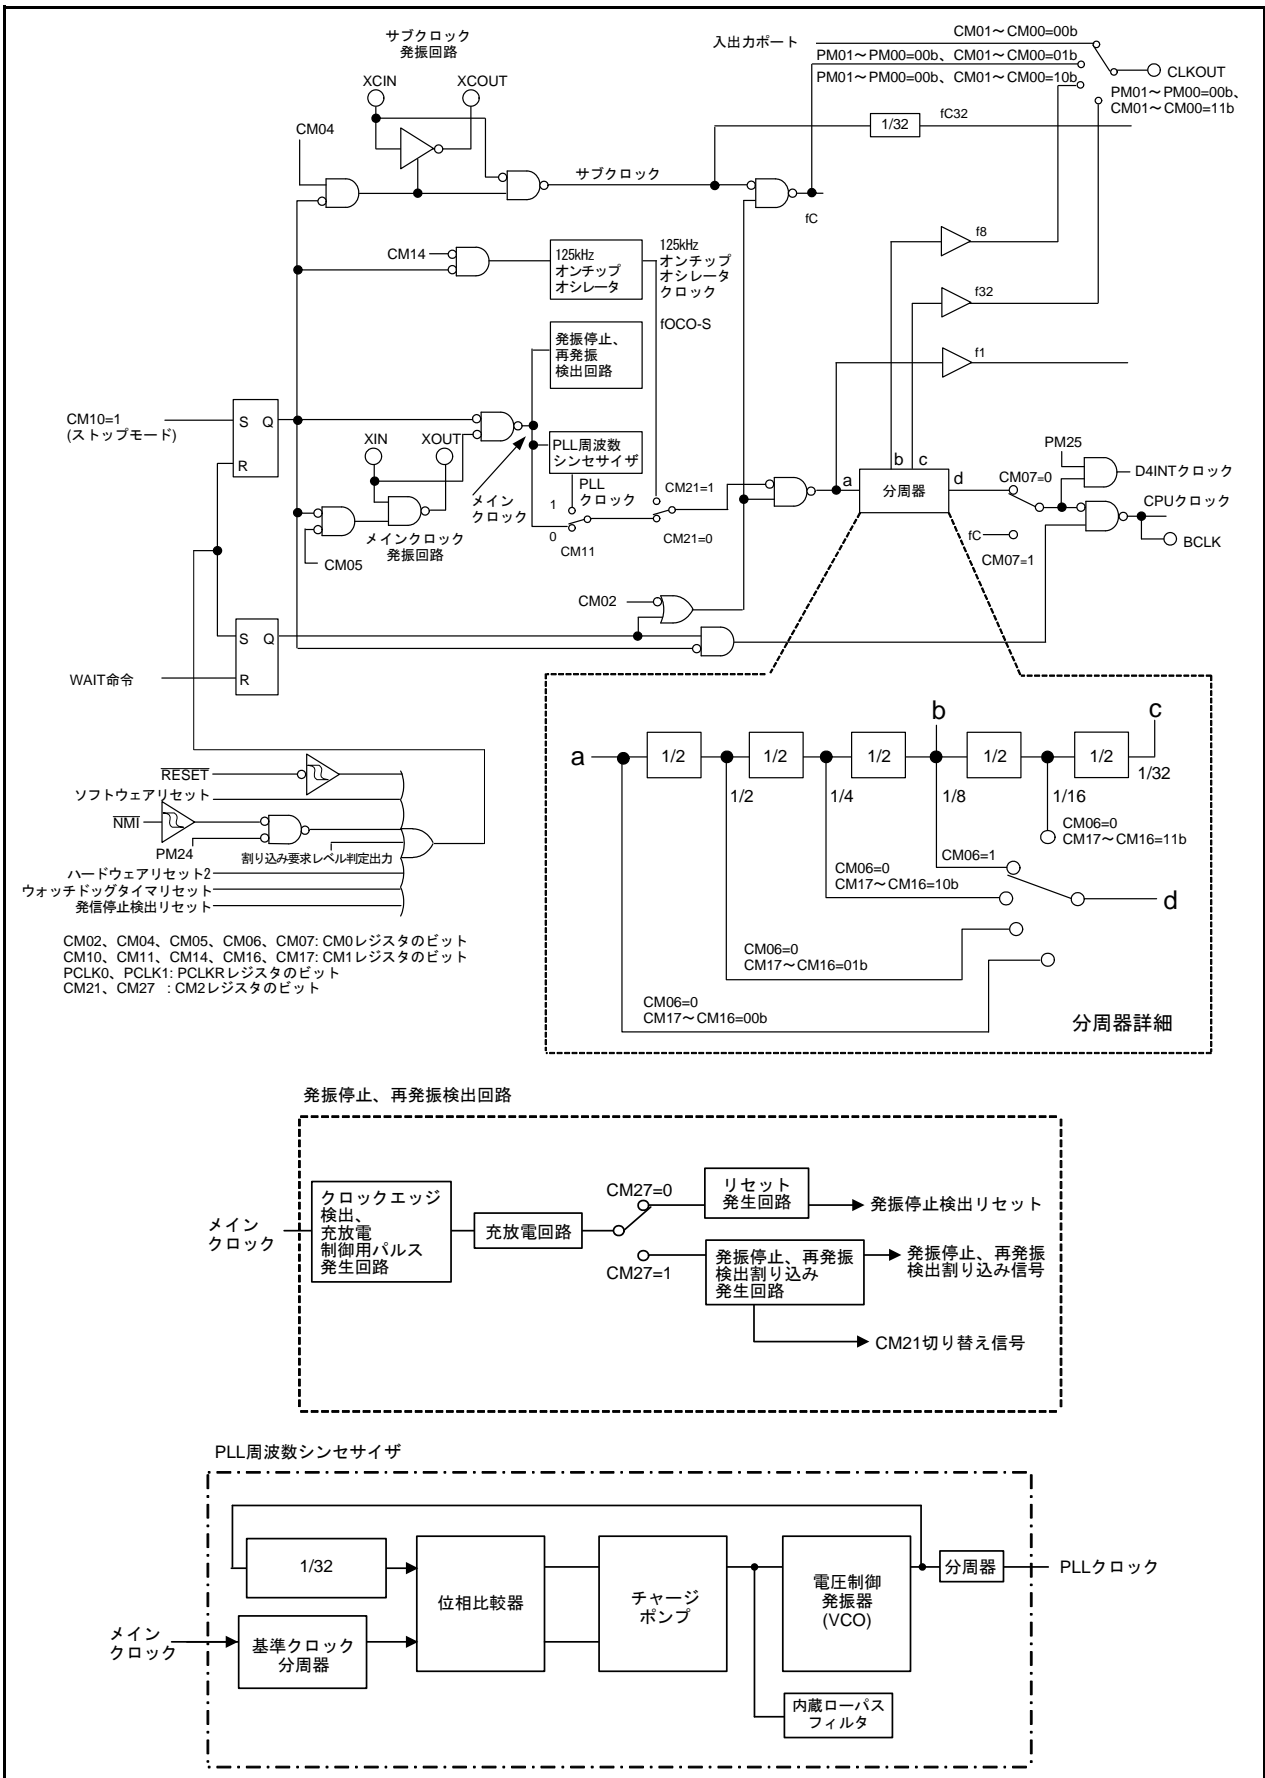 サブクロック
発振回路
XCIN
XCOUT
CM04
サブクロック
入出力ポート
CM01～CM00=00b
PM01～PM00=00b、CM01～CM00=01b
PM01～PM00=00b、CM01～CM00=10b
CLKOUT
PM01～PM00=00b、
CM01～CM00=11b
1/32
fC32
fC
CM14
125kHz
オンチップ
オシレータ
125kHz
オンチップ
オシレータ
クロック
fOCO-S
f8
f32
f1
発振停止、
再発振
検出回路
CM10=1
(ストップモード)
S
Q
R
XIN
XOUT
メイン
クロック
PLL周波数
シンセサイザ
PLL
クロック
1
0
CM11
CM21=1
CM21=0
メインクロック
発振回路
CM05
a
b
c
d
分周器
CM07=0
fC
CM07=1
PM25
D4INTクロック
CPUクロック
BCLK
CM02
S
Q
R
WAIT命令
RESET
ソフトウェアリセット
NMI
PM24
割り込み要求レベル判定出力
ハードウェアリセット2
ウォッチドッグタイマリセット
発信停止検出リセット
a
1/2
1/2
1/2
1/2
1/2
b
c
1/2
1/4
1/8
1/16
1/32
CM06=0
CM17～CM16=11b
CM06=1
CM06=0
CM17～CM16=10b
d
CM06=0
CM17～CM16=01b
CM06=0
CM17～CM16=00b
分周器詳細
CM02、CM04、CM05、CM06、CM07: CM0レジスタのビット
CM10、CM11、CM14、CM16、CM17: CM1レジスタのビット
PCLK0、PCLK1: PCLKRレジスタのビット
CM21、CM27 : CM2レジスタのビット
発振停止、再発振検出回路
メイン
クロック
クロックエッジ
検出、
充放電
制御用パルス
発生回路
充放電回路
CM27=0
CM27=1
リセット
発生回路
発振停止検出リセット
発振停止、再発振
検出割り込み
発生回路
発振停止、再発振
検出割り込み信号
CM21切り替え信号
PLL周波数シンセサイザ
メイン
クロック
1/32
基準クロック
分周器
位相比較器
チャージ
ポンプ
電圧制御
発振器
(VCO)
分周器
PLLクロック
内蔵ローパス
フィルタ